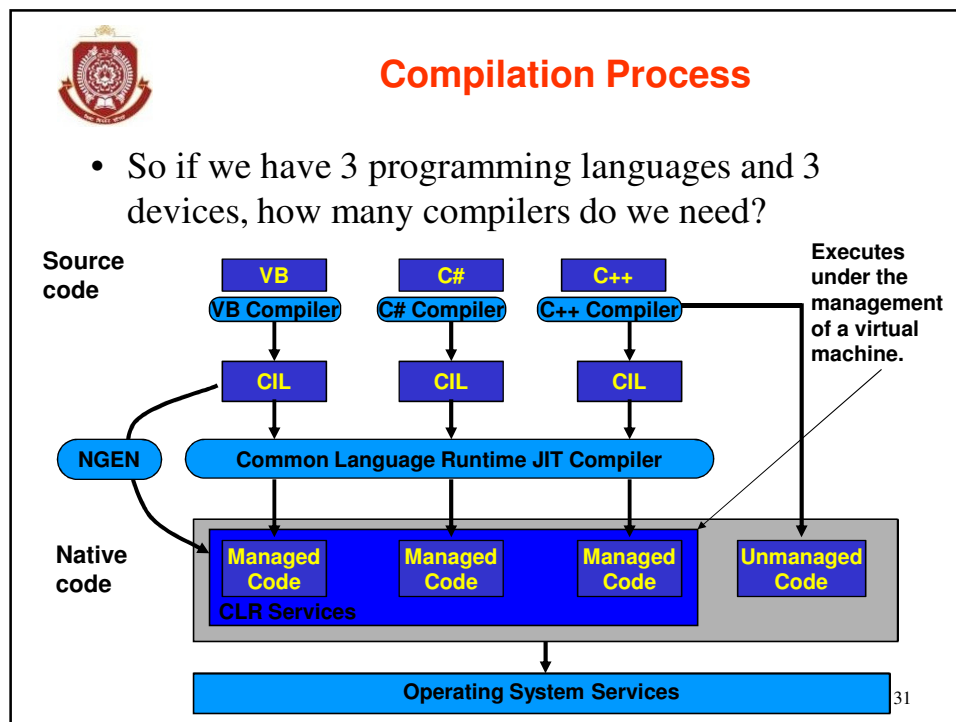 Compilation Process
• So if we have 3 programming languages and 3
devices, how many compilers do we need?
Source
code
VB
C#
C++
Executes
under the
management
of a virtual
machine.
VB Compiler
C# Compiler
C++ Compiler
CIL
CIL
CIL
NGEN
Common Language Runtime JIT Compiler
Native
code
Managed
Code
Managed
Code
Managed
Code
Unmanaged
Code
CLR Services
Operating System Services
31